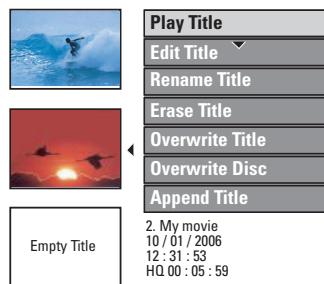 Play Title
Edit Title
Rename Title
Erase Title
Overwrite Title
Overwrite Disc
Append Title
Empty Title
2. My movie
10 / 01 / 2006
12 : 31 : 53
HQ 00 : 05 : 59